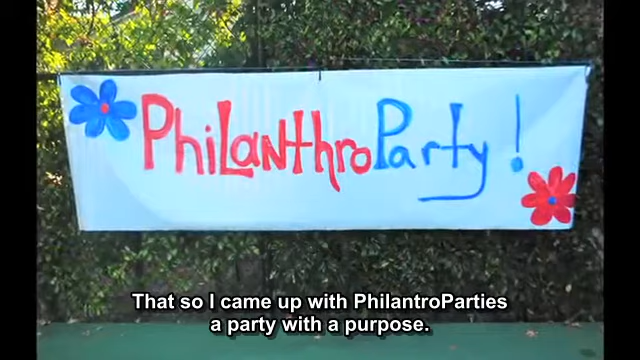 PhilanthroParty!
That so I came up with PhilantroParties
a party with a purpose.